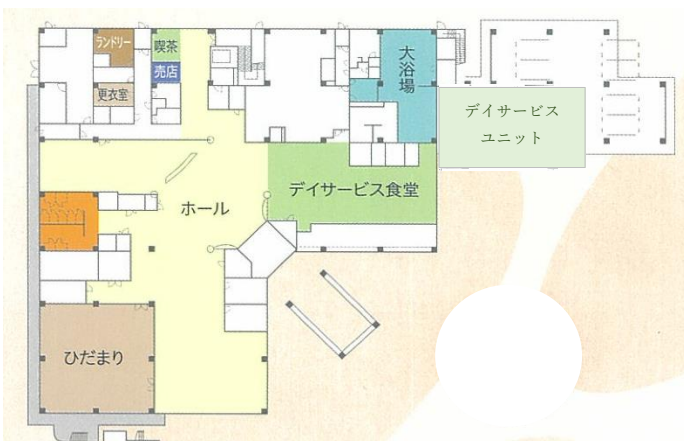 ランドリー
喫茶
売店
更衣室
大浴場
デイサービス
ユニット
デイサービス食堂
ホール
ひだまり